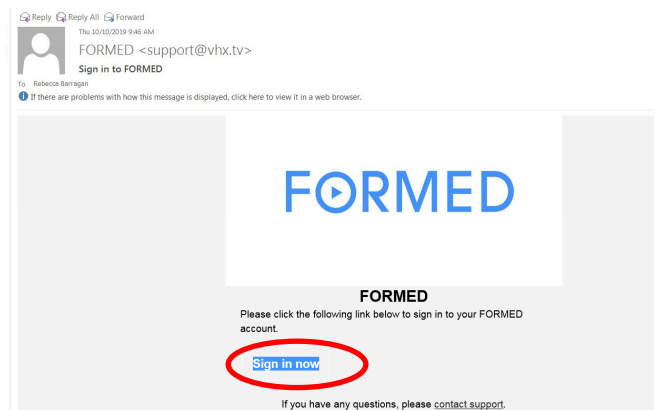 Reply Reply All Forward
Thu 10/10/2019 9:46 AM
FORMED <support@vhx.tv>
Sign in to FORMED
To Rebecca Barragan
If there are problems with how this message is displayed, click here to view it in a web browser.
FORMED
FORMED
Please click the following link below to sign in to your FORMED
account.
Sign in now
If you have any questions, please contact support.